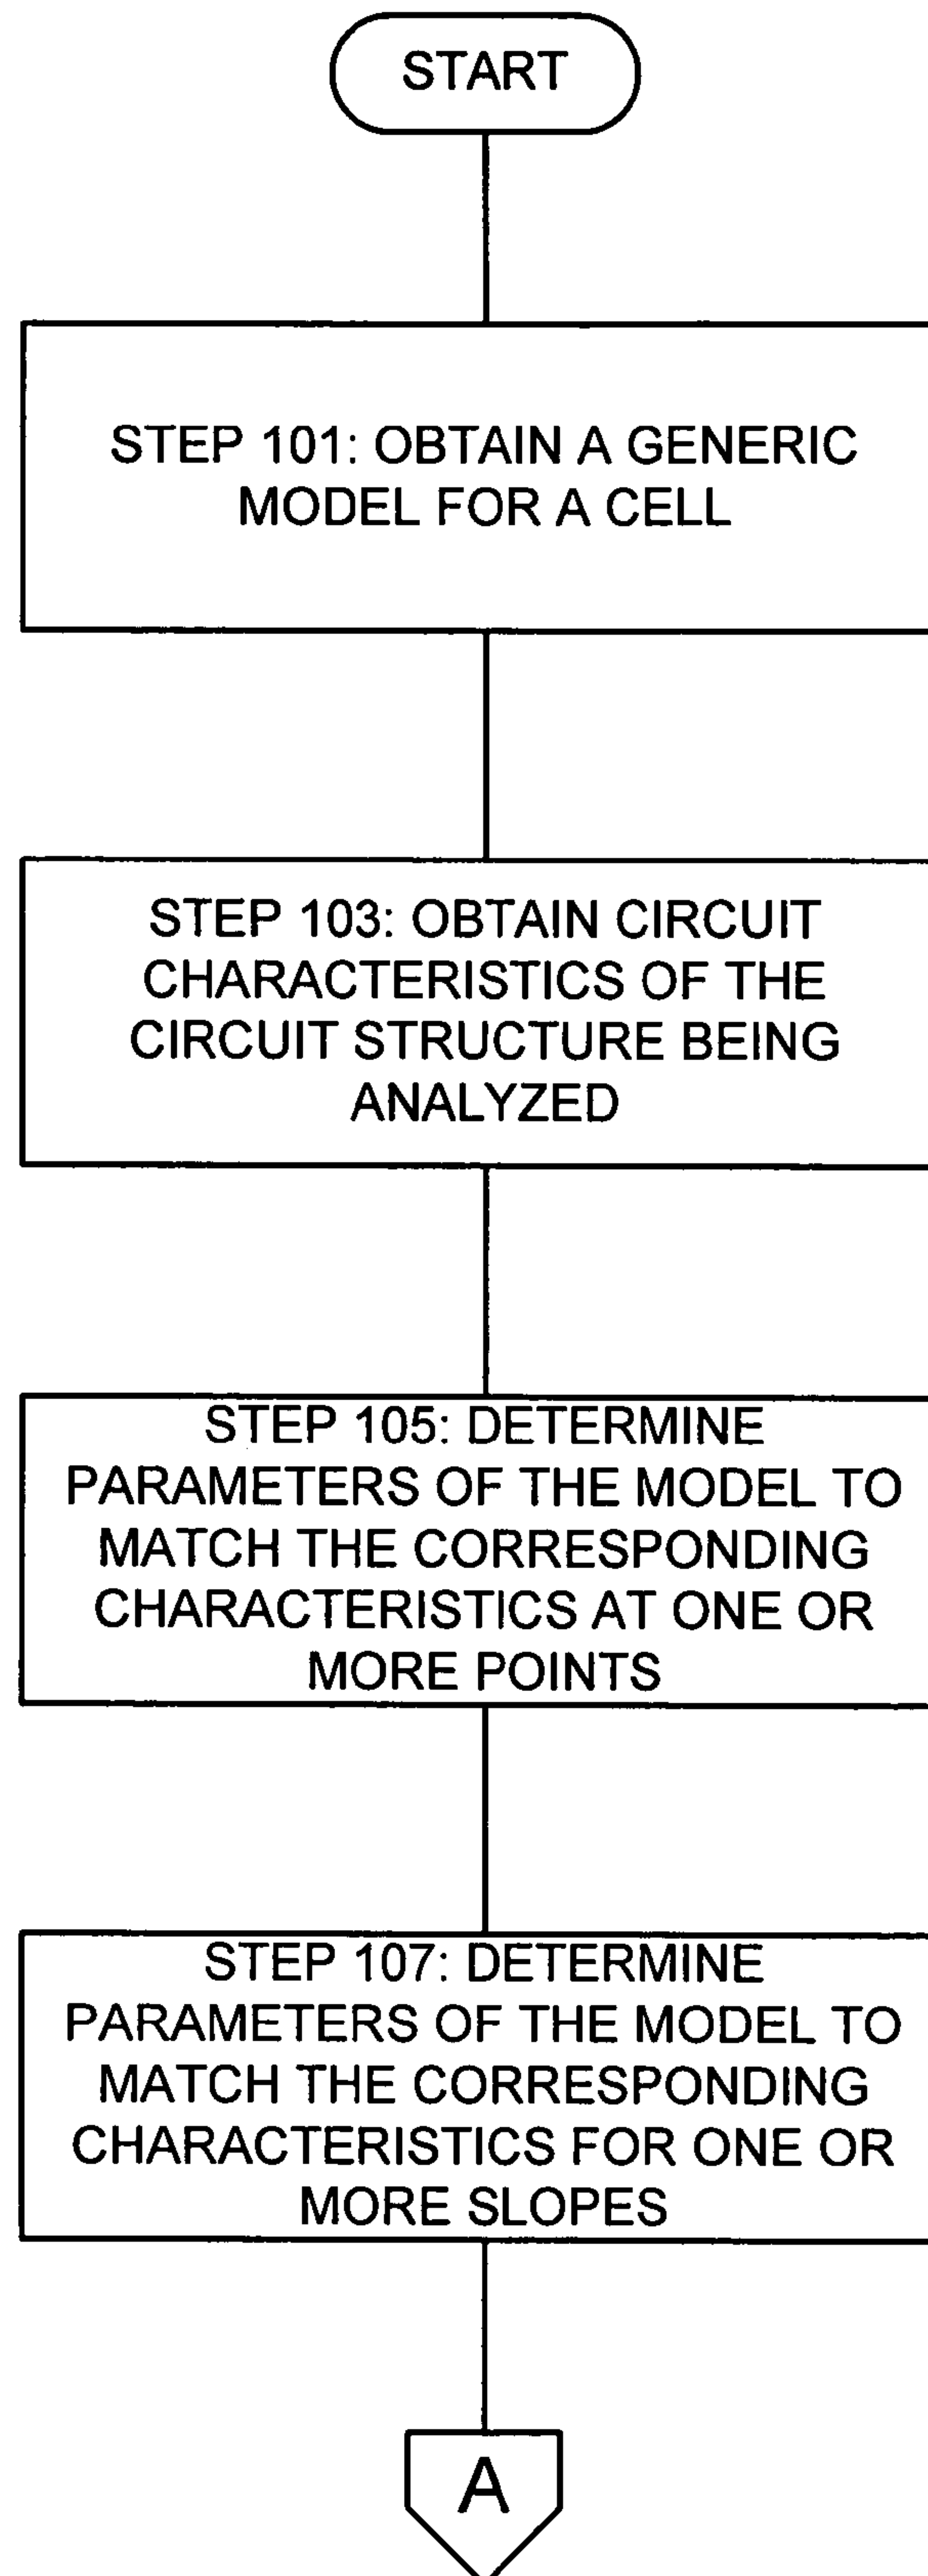 START
STEP 101: OBTAIN A GENERIC
MODEL FOR A CELL
STEP 103: OBTAIN CIRCUIT
CHARACTERISTICS OF THE
CIRCUIT STRUCTURE BEING
ANALYZED
STEP 105: DETERMINE
PARAMETERS OF THE MODEL TO
MATCH THE CORRESPONDING
CHARACTERISTICS AT ONE OR
MORE POINTS
STEP 107: DETERMINE
PARAMETERS OF THE MODEL TO
MATCH THE CORRESPONDING
CHARACTERISTICS FOR ONE OR
MORE SLOPES
A